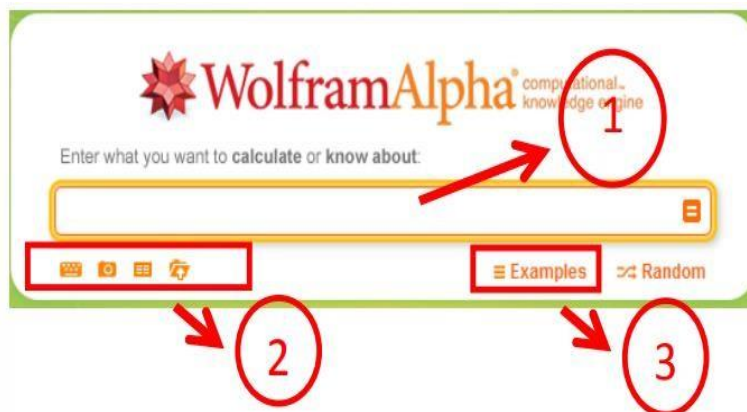 WolframAlpha computational
knowledge engine
1
Enter what you want to calculate or know about:
Examples Random
2
3